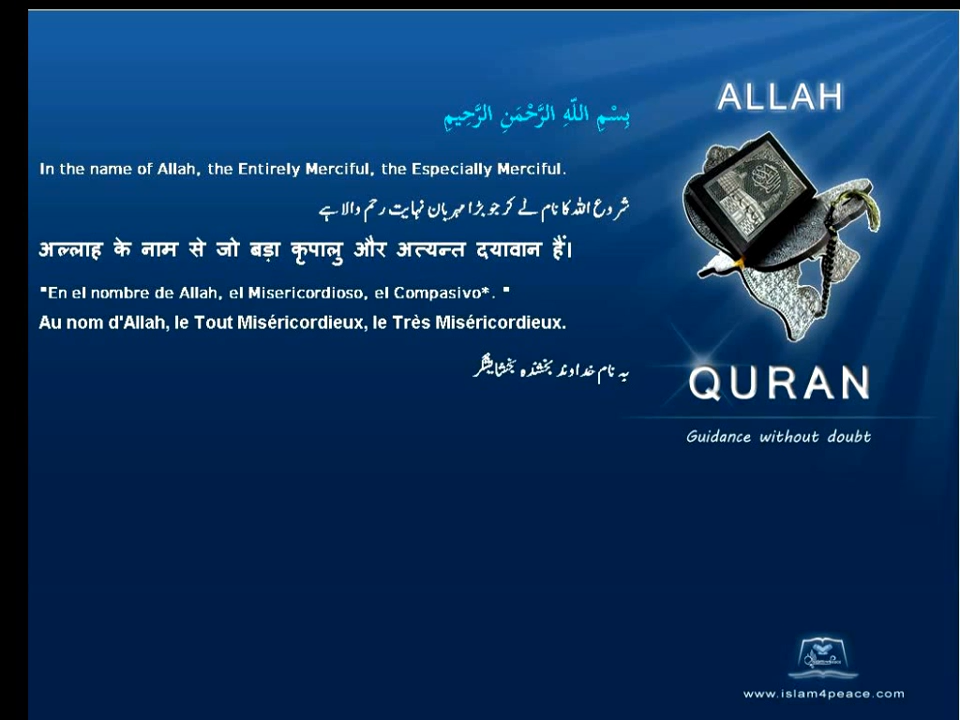 بِسْمِ اللّهِ الرَّحْمَنِ الرَّحِيمِ
In the name of Allah, the Entirely Merciful, the Especially Merciful.
شروع اللہ کا نام لے کر جو بڑا مہربان نہایت رحم والا ہے
अल्लाह के नाम से जो बड़ा कृपालु और अत्यन्त दयावान हैं।
"En el nombre de Allah, el Misericordioso, el Compasivo*. "
Au nom d'Allah, le Tout Miséricordieux, le Très Miséricordieux.
به نام خداوند بخشنده بخشایشگر
ALLAH
QURAN
Guidance without doubt
www.islam4peace.com